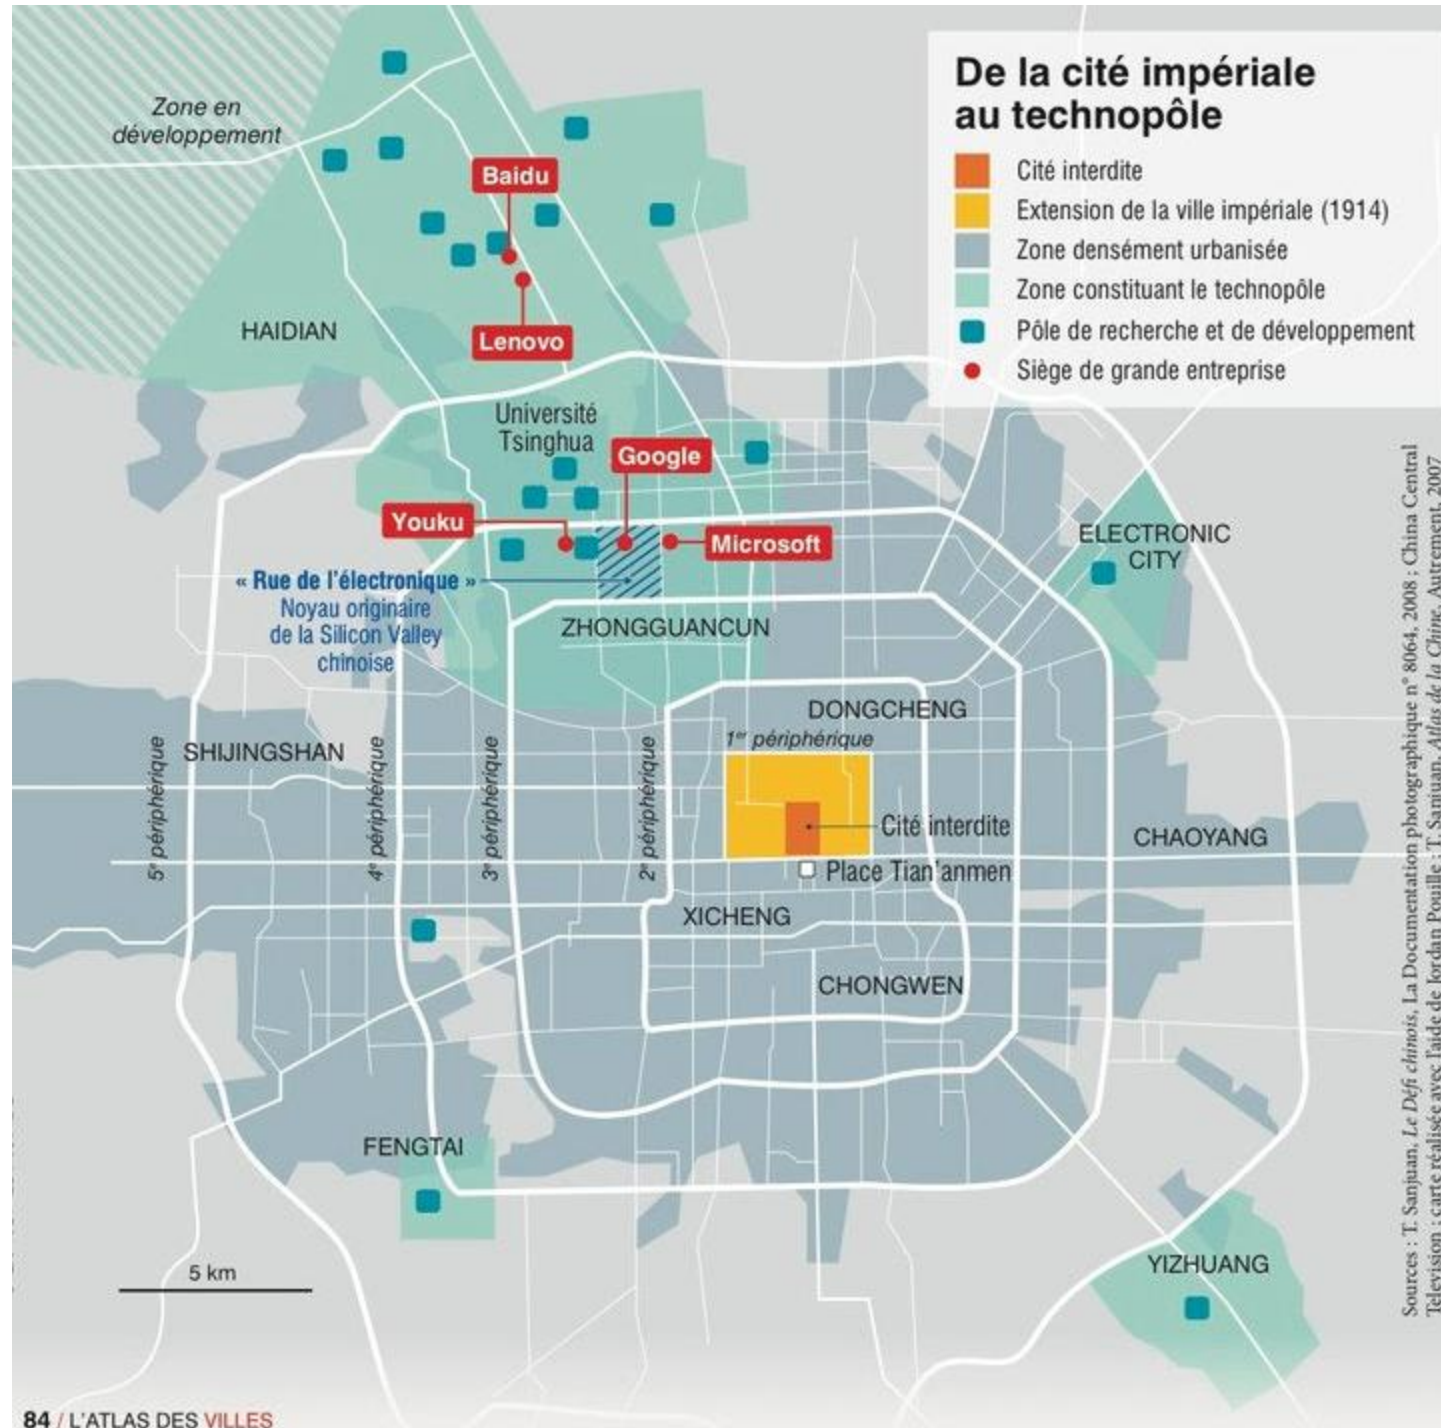 De la cité impériale
au technopôle
Cité interdite
Extension de la ville impériale (1914)
Zone densément urbanisée
Zone constituant le technopôle
Pôle de recherche et de développement
Siège de grande entreprise
Zone en
développement
Baidu
Lenovo
HAIDIAN
Université
Tsinghua
Google
Youku
Microsoft
« Rue de l'électronique »
Noyau originaire
de la Silicon Valley
chinoise
ELECTRONIC
CITY
ZHONGGUANCUN
DONGCHENG
1er périphérique
SHIJINGSHAN
5e périphérique
4e périphérique
3e périphérique
2e périphérique
Cité interdite
CHAOYANG
Place Tian'anmen
XICHENG
CHONGWEN
FENGTAI
YIZHUANG
5 km
Sources : T. Sanjuan, Le Défi chinois, La Documentation photographique n° 8064, 2008 ; China Central
Television ; carte réalisée avec l'aide de Jordan Pouille ; T. Sanjuan, Atlas de la Chine, Autrement, 2007
84 / L'ATLAS DES VILLES